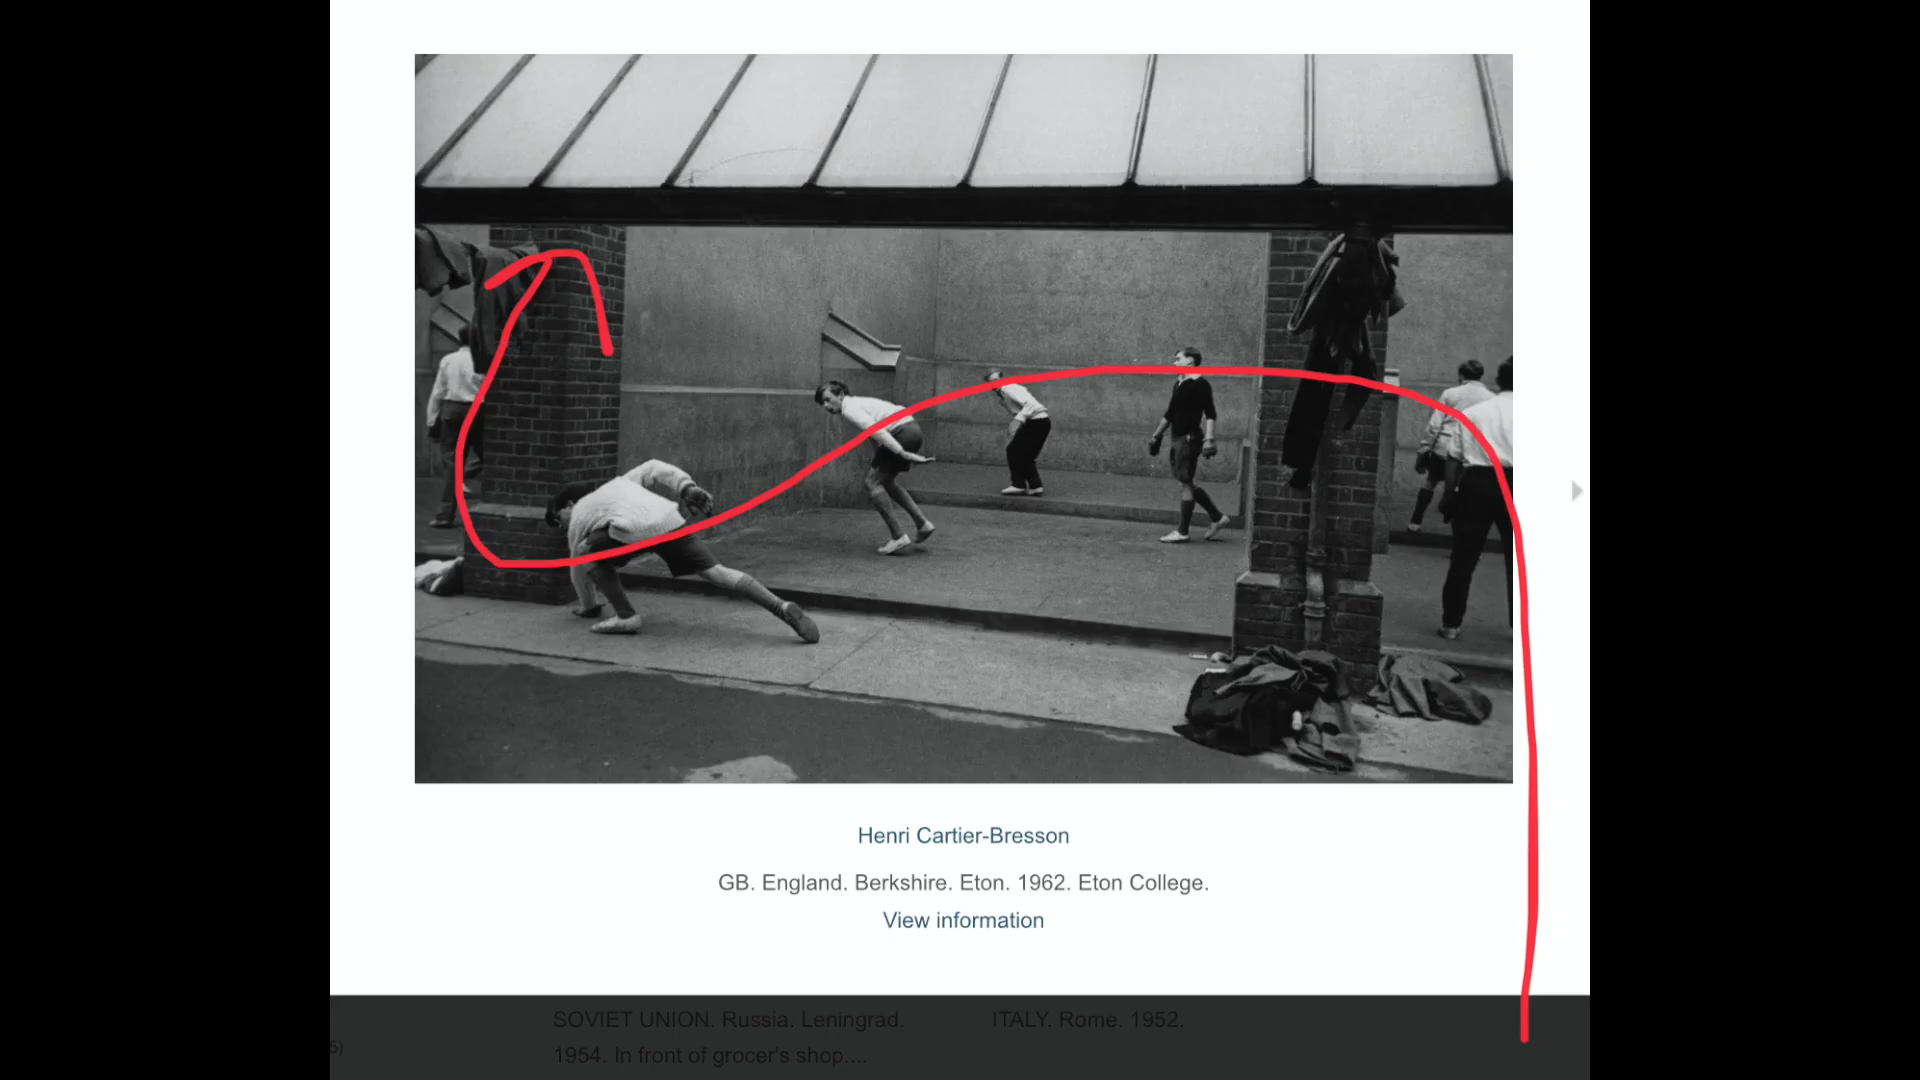 Henri Cartier-Bresson
GB. England. Berkshire. Eton. 1962. Eton College.
View information
SOVIET UNION. Russia. Leningrad.
1954. In front of grocer's shop....
ITALY. Rome. 1952.
5)